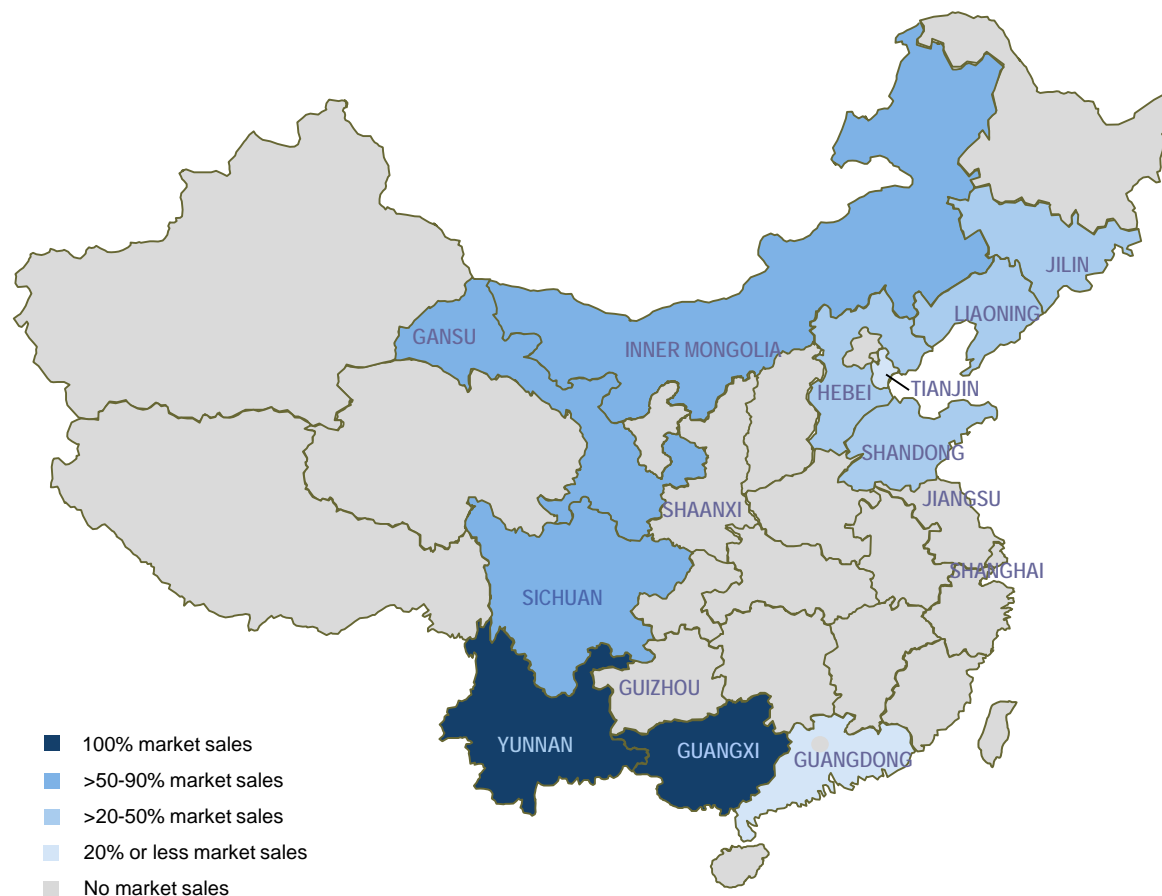 JILIN
LIAONING
GANSU
INNER MONGOLIA
HEBEI
TIANJIN
SHANDONG
JIANGSU
SHAANXI
SHANGHAI
SICHUAN
GUIZHOU
YUNNAN
GUANGXI
GUANGDONG
100% market sales
>50-90% market sales
>20-50% market sales
20% or less market sales
No market sales